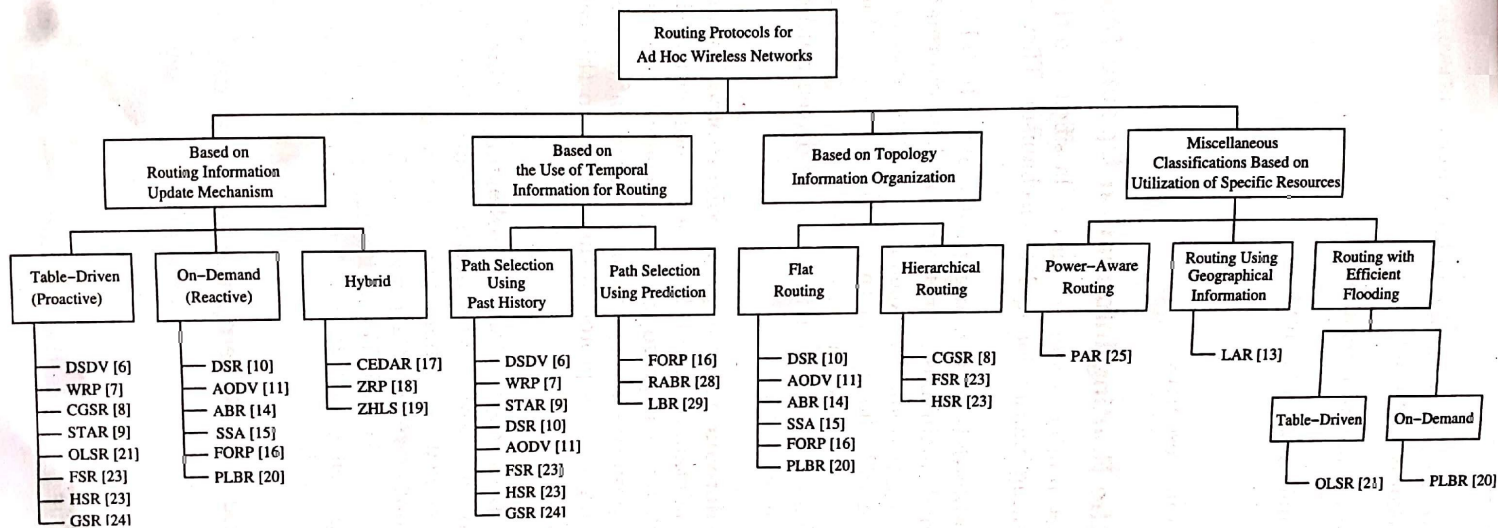 Routing Protocols for
Ad Hoc Wireless Networks
Based on
Routing Information
Update Mechanism
Based on
the Use of Temporal
Information for Routing
Based on Topology
Information Organization
Miscellaneous
Classifications Based on
Utilization of Specific Resources
Table-Driven
(Proactive)
On-Demand
(Reactive)
Hybrid
Path Selection
Using
Past History
Path Selection
Using Prediction
Flat
Routing
Hierarchical
Routing
Power-Aware
Routing
Routing Using
Geographical
Information
Routing with
Efficient
Flooding
DSDV [6]
WRP [7]
CGSR [8]
STAR [9]
OLSR [21]
FSR [23]
HSR [23]
GSR [24]
DSR [10]
AODV [11]
ABR [14]
SSA [15]
FORP [16]
PLBR [20]
CEDAR [17]
ZRP [18]
ZHLS [19]
DSDV [6]
WRP [7]
STAR [9]
DSR [10]
AODV [11]
FSR [23]
HSR [23]
GSR [24]
FORP [16]
RABR [28]
LBR [29]
DSR [10]
AODV [11]
ABR [14]
SSA [15]
FORP [16]
PLBR [20]
CGSR [8]
FSR [23]
HSR [23]
PAR [25]
LAR [13]
Table-Driven
On-Demand
OLSR [21]
PLBR [20]